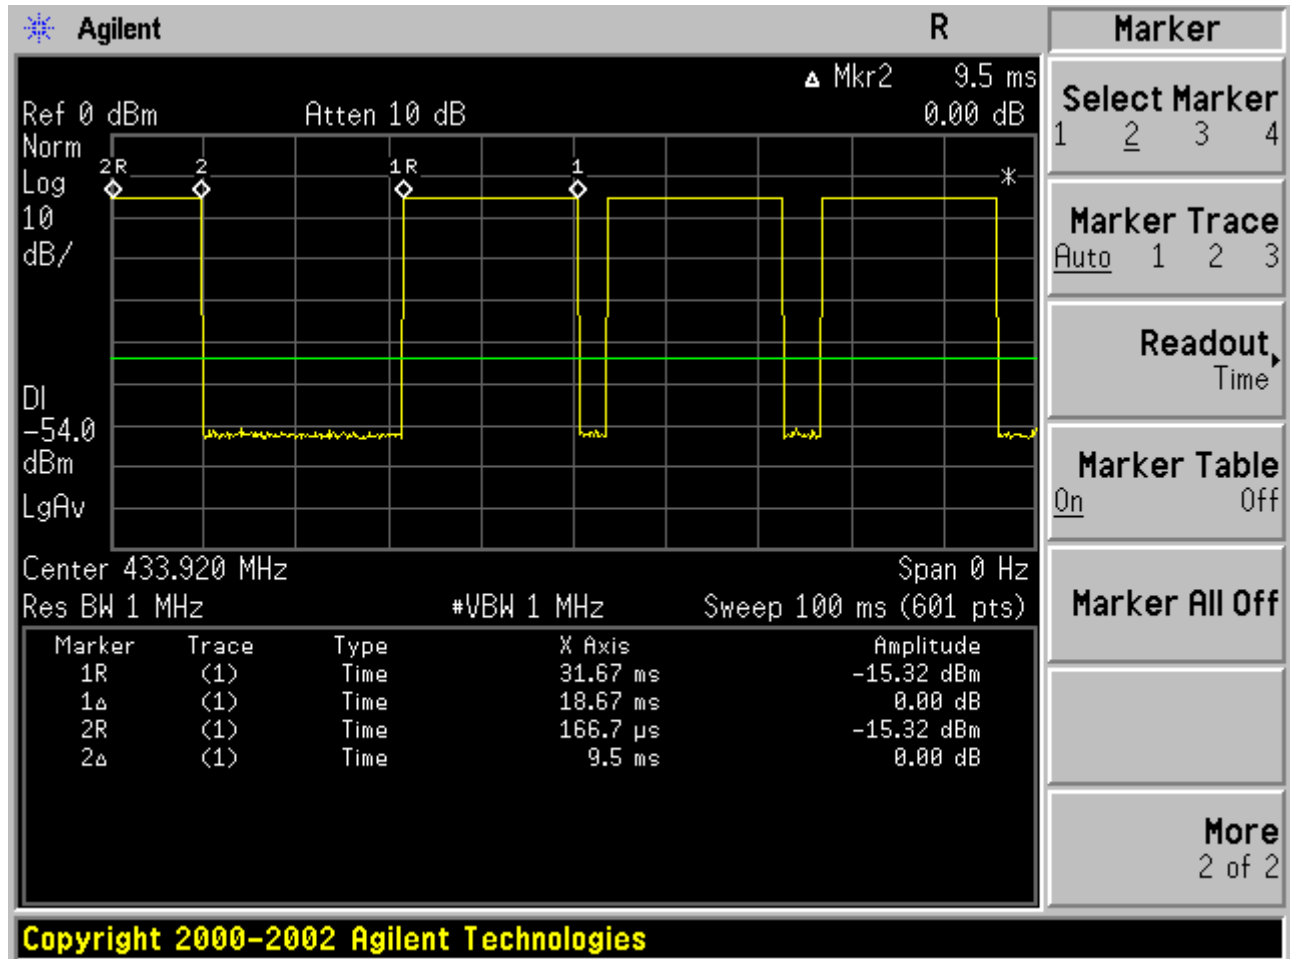 Agilent R
Marker
▵ Mkr2 9.5 ms
Ref 0 dBm Atten 10 dB 0.00 dB
Norm
Log
10
dB/
2R 2 1R 1
*
DI
-54.0
dBm
LgAv
Center 433.920 MHz Span 0 Hz
Res BW 1 MHz #VBW 1 MHz Sweep 100 ms (601 pts)
Marker Trace Type X Axis Amplitude
1R (1) Time 31.67 ms -15.32 dBm
1▵ (1) Time 18.67 ms 0.00 dB
2R (1) Time 166.7 µs -15.32 dBm
2▵ (1) Time 9.5 ms 0.00 dB
Select Marker
1 2 3 4
Marker Trace
Auto 1 2 3
Readout
Time
Marker Table
On Off
Marker All Off
More
2 of 2
Copyright 2000-2002 Agilent Technologies